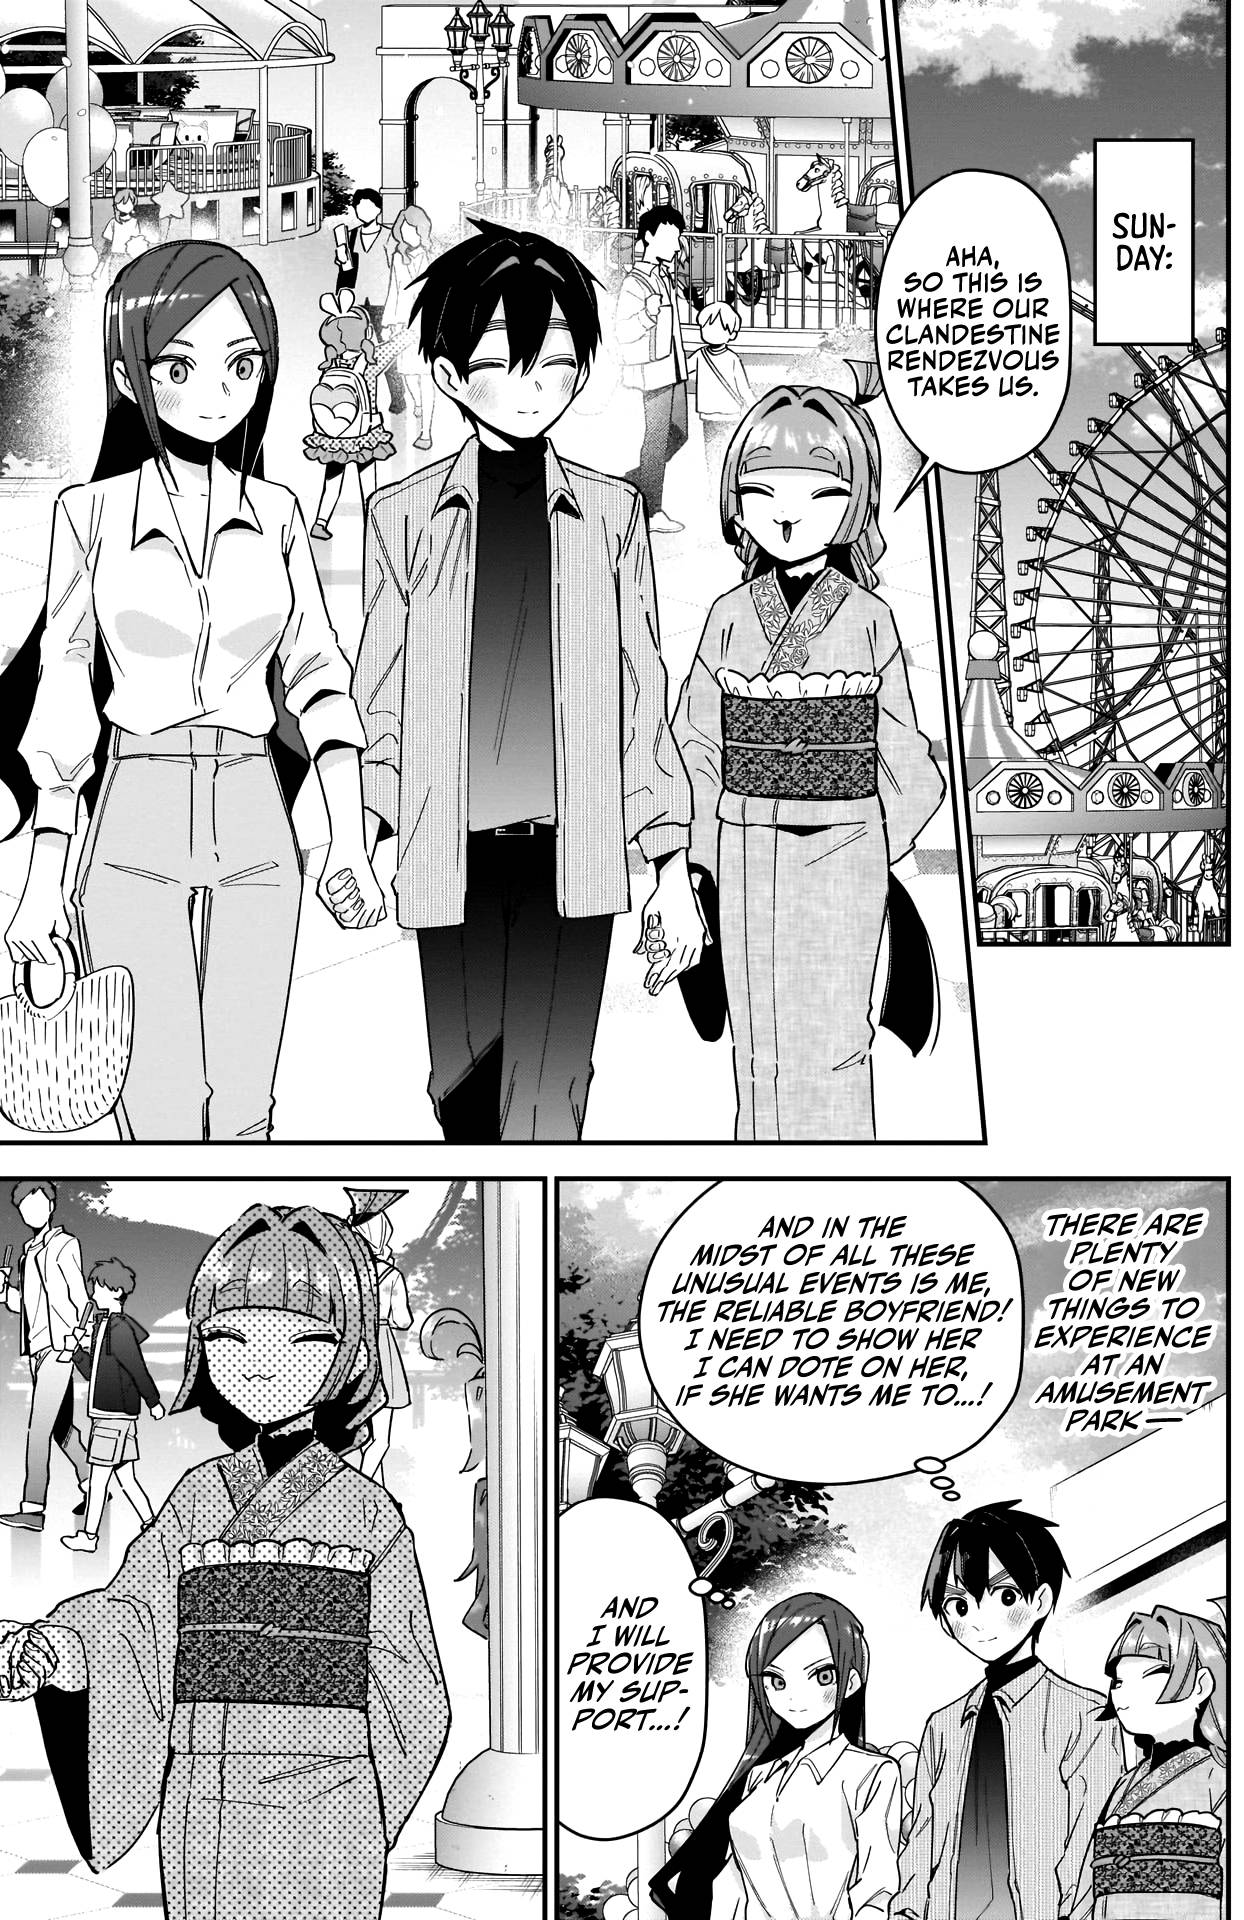 SUN-
DAY:
AHA,
SO THIS IS
WHERE OUR
CLANDESTINE
RENDEZVOUS
TAKES US.
THERE ARE
PLENTY
OF NEW
THINGS TO
EXPERIENCE
AT AN
AMUSEMENT
PARK—
AND IN THE
MIDST OF ALL THESE
UNUSUAL EVENTS IS ME,
THE RELIABLE BOYFRIEND!
I NEED TO SHOW HER
I CAN DOTE ON HER,
IF SHE WANTS ME TO...!
AND
I WILL
PROVIDE
MY SUP-
PORT...!